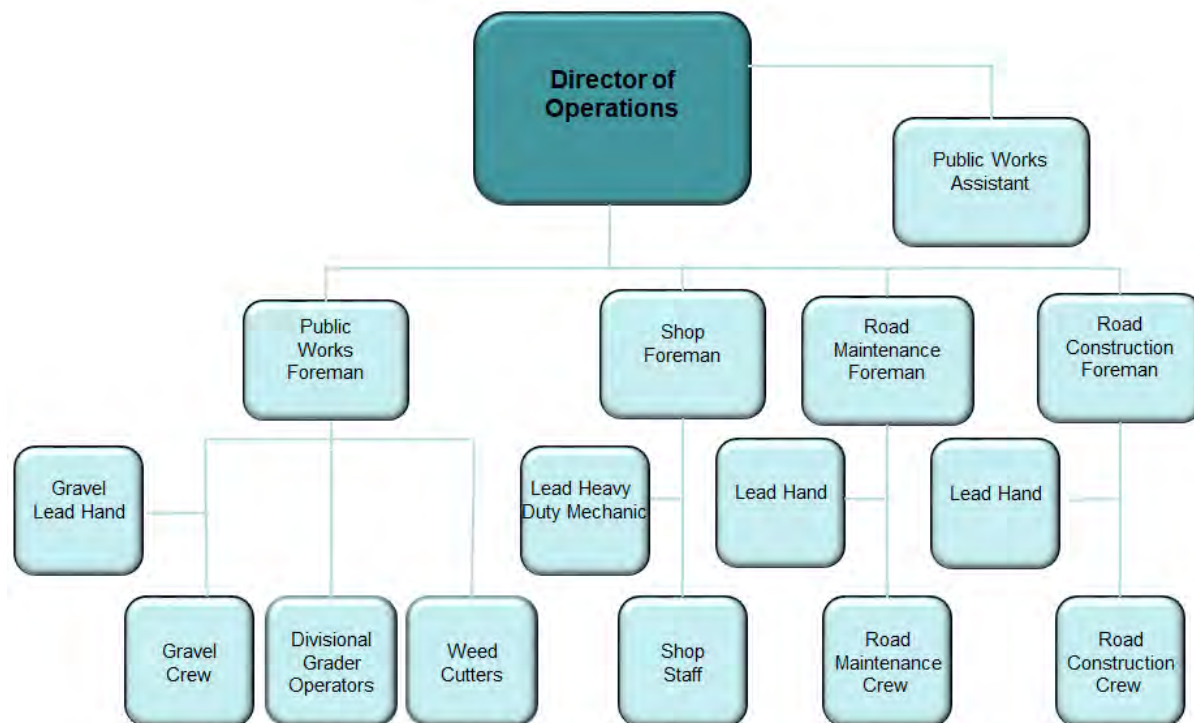 Director of
Operations
Public Works
Assistant
Public
Works
Foreman
Shop
Foreman
Road
Maintenance
Foreman
Road
Construction
Foreman
Gravel
Lead Hand
Lead Heavy
Duty Mechanic
Lead Hand
Lead Hand
Gravel
Crew
Divisional
Grader
Operators
Weed
Cutters
Shop
Staff
Road
Maintenance
Crew
Road
Construction
Crew